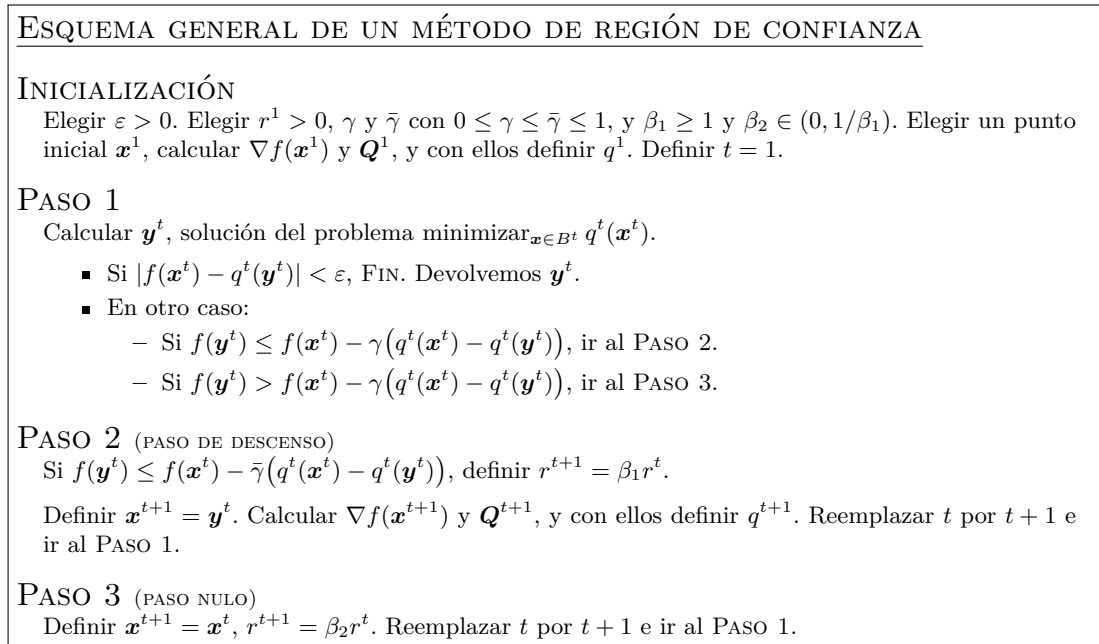 ESQUEMA GENERAL DE UN MÉTODO DE REGIÓN DE CONFIANZA
INICIALIZACIÓN
Elegir ε > 0. Elegir r¹ > 0, γ y γ̄ con 0 ≤ γ ≤ γ̄ ≤ 1, y β₁ ≥ 1 y β₂ ∈ (0, 1/β₁). Elegir un punto
inicial x¹, calcular ∇f(x¹) y Q¹, y con ellos definir q¹. Definir t = 1.
PASO 1
Calcular yᵗ, solución del problema minimizar_{x∈Bᵗ} qᵗ(xᵗ).
▪ Si |f(xᵗ) − qᵗ(yᵗ)| < ε, FIN. Devolvemos yᵗ.
▪ En otro caso:
– Si f(yᵗ) ≤ f(xᵗ) − γ(qᵗ(xᵗ) − qᵗ(yᵗ)), ir al PASO 2.
– Si f(yᵗ) > f(xᵗ) − γ(qᵗ(xᵗ) − qᵗ(yᵗ)), ir al PASO 3.
PASO 2 (PASO DE DESCENSO)
Si f(yᵗ) ≤ f(xᵗ) − γ̄(qᵗ(xᵗ) − qᵗ(yᵗ)), definir rᵗ⁺¹ = β₁rᵗ.
Definir xᵗ⁺¹ = yᵗ. Calcular ∇f(xᵗ⁺¹) y Qᵗ⁺¹, y con ellos definir qᵗ⁺¹. Reemplazar t por t + 1 e
ir al PASO 1.
PASO 3 (PASO NULO)
Definir xᵗ⁺¹ = xᵗ, rᵗ⁺¹ = β₂rᵗ. Reemplazar t por t + 1 e ir al PASO 1.